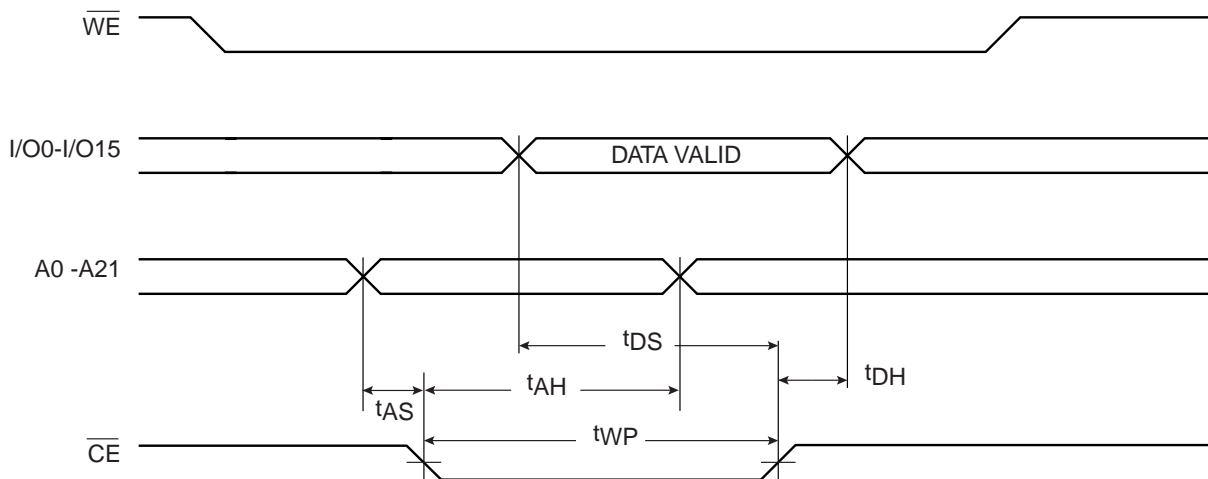 WE
I/O0-I/O15
DATA VALID
A0 -A21
tDS
tDH
tAH
tAS
tWP
CE